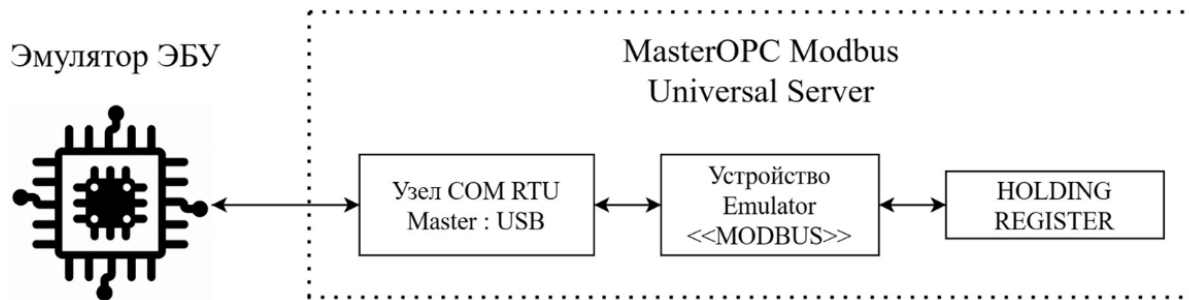 Эмулятор ЭБУ
MasterOPC Modbus
Universal Server
Узел COM RTU
Master : USB
Устройство
Emulator
<<MODBUS>>
HOLDING
REGISTER